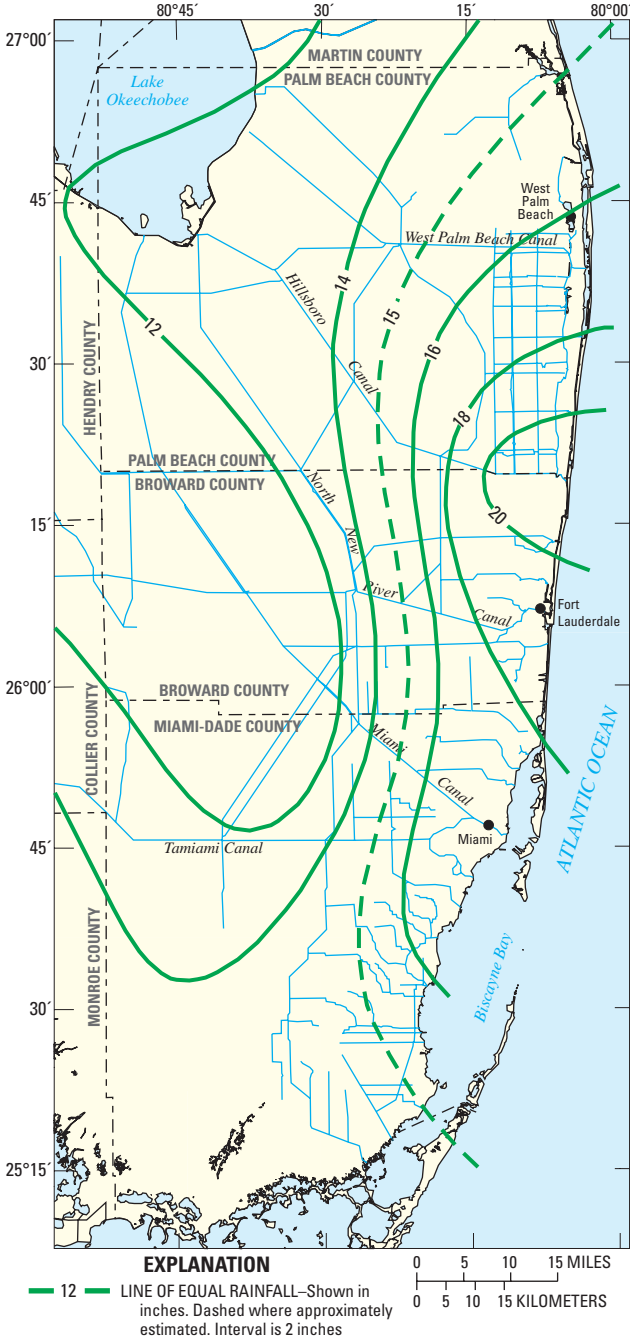 80°45´ 30´ 15´ 80°00´
27°00´
MARTIN COUNTY
PALM BEACH COUNTY
Lake
Okeechobee
45´
West
Palm
Beach
West Palm Beach Canal
Hillsboro
Canal
14
15
12
16
30´
HENDRY COUNTY
18
PALM BEACH COUNTY
BROWARD COUNTY
20
15´
North
New
River
Canal
Fort
Lauderdale
26°00´
BROWARD COUNTY
MIAMI-DADE COUNTY
COLLIER COUNTY
Miami
Canal
ATLANTIC OCEAN
Miami
45´
Tamiami Canal
MONROE COUNTY
Biscayne Bay
30´
25°15´
EXPLANATION
12 LINE OF EQUAL RAINFALL–Shown in
inches. Dashed where approximately
estimated. Interval is 2 inches
0 5 10 15 MILES
0 5 10 15 KILOMETERS